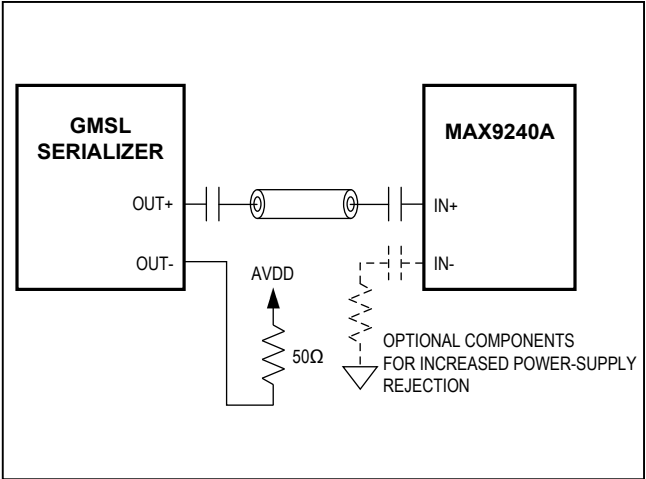 GMSL
SERIALIZER
MAX9240A
OUT+
IN+
OUT-
IN-
AVDD
50Ω
OPTIONAL COMPONENTS
FOR INCREASED POWER-SUPPLY
REJECTION